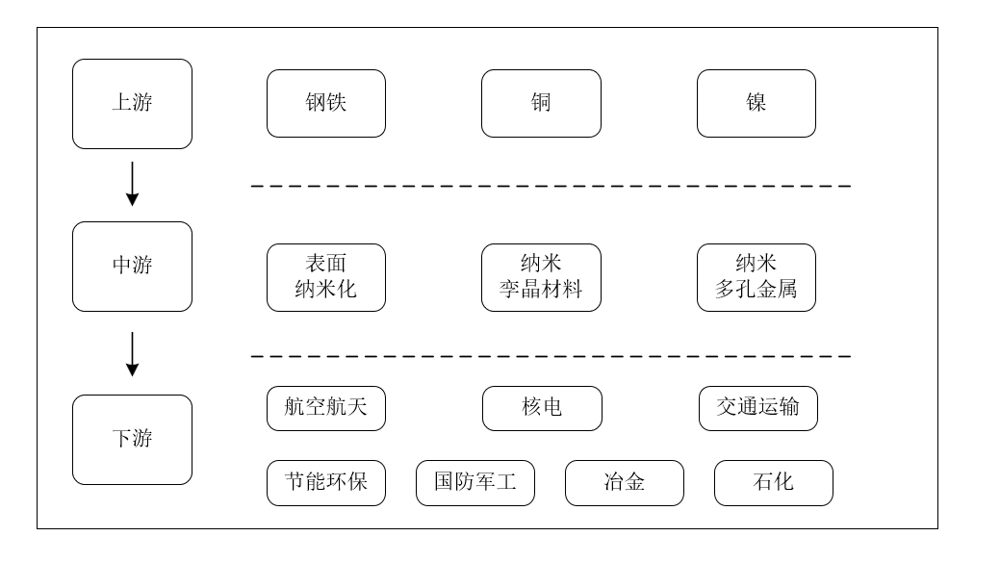 上游
钢铁
铜
镍
中游
表面
纳米化
纳米
孪晶材料
纳米
多孔金属
下游
航空航天
核电
交通运输
节能环保
国防军工
冶金
石化